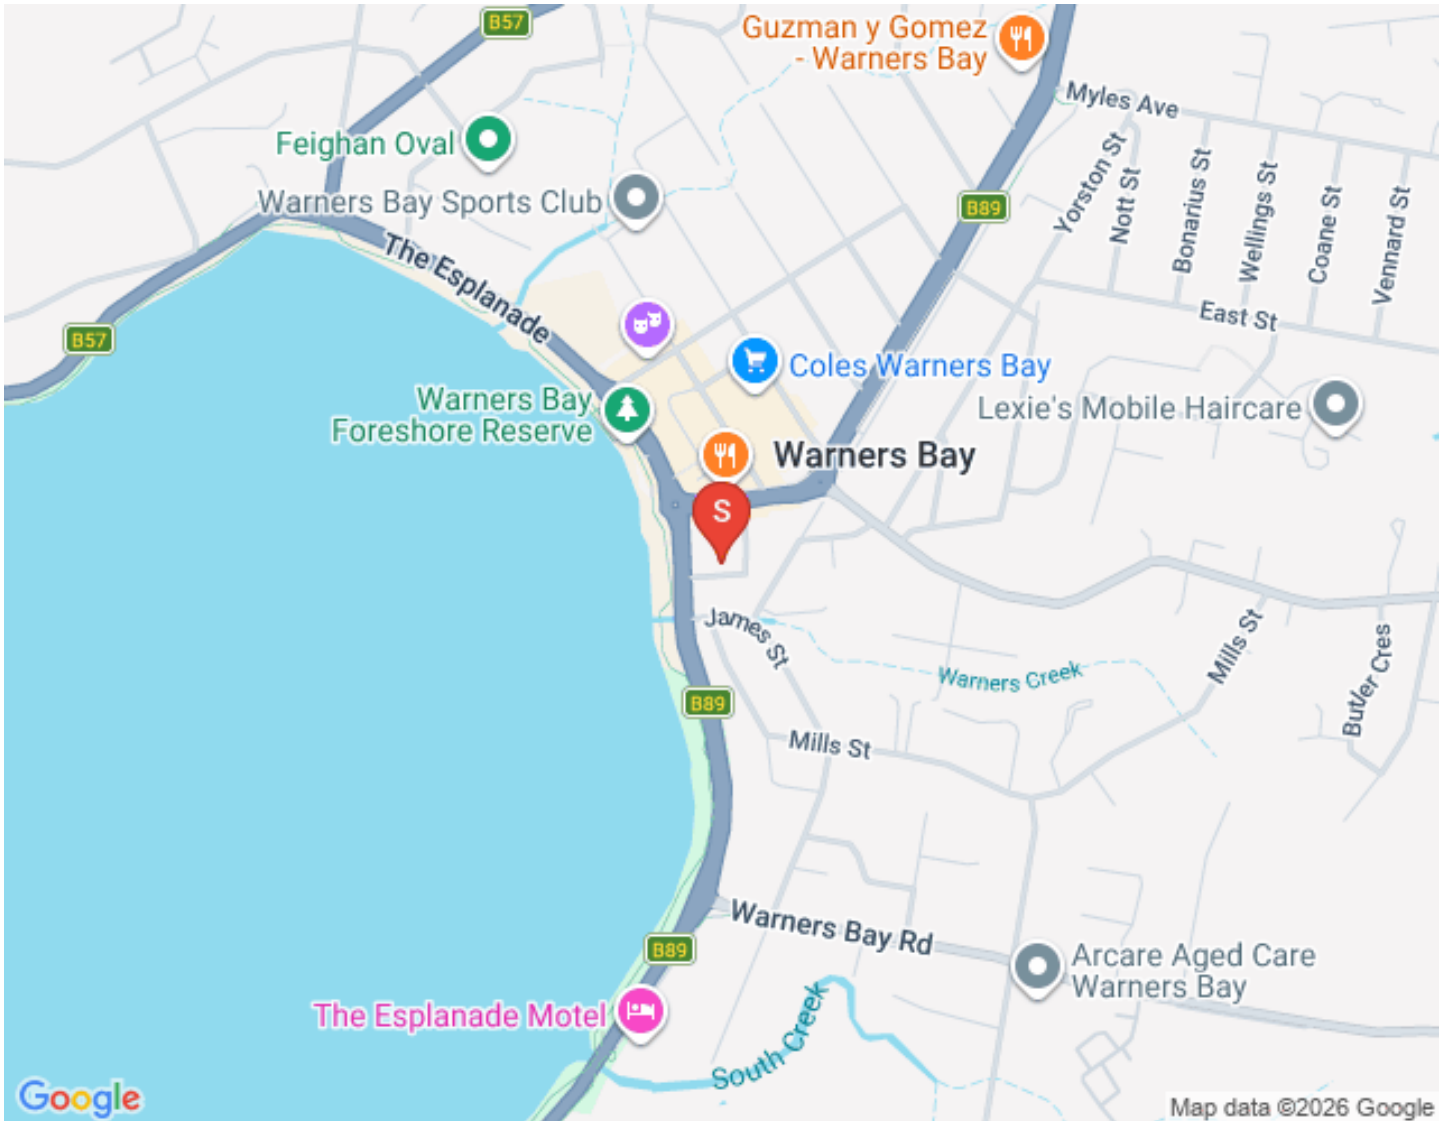 B57
Guzman y Gomez
- Warners Bay
Myles Ave
Feighan Oval
Yorston St
Nott St
Bonarius St
Wellings St
Coane St
Vennard St
Warners Bay Sports Club
B89
The Esplanade
East St
B57
Coles Warners Bay
Warners Bay
Foreshore Reserve
Lexie's Mobile Haircare
Warners Bay
S
James St
Mills St
Butler Cres
Warners Creek
B89
Mills St
Warners Bay Rd
B89
Arcare Aged Care
Warners Bay
The Esplanade Motel
South Creek
Google
Map data ©2026 Google